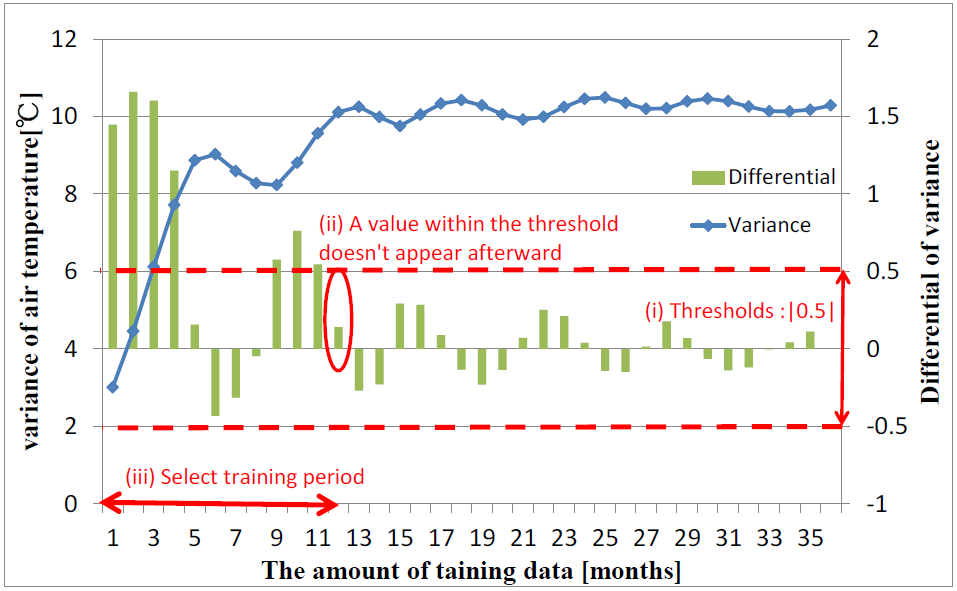 variance of air temperature[℃]
12
10
8
6
4
2
0
2
1.5
1
0.5
0
-0.5
-1
Differential of variance
Differential
Variance
(ii) A value within the threshold
doesn't appear afterward
(i) Thresholds :|0.5|
(iii) Select training period
1 3 5 7 9 11 13 15 17 19 21 23 25 27 29 31 33 35
The amount of taining data [months]